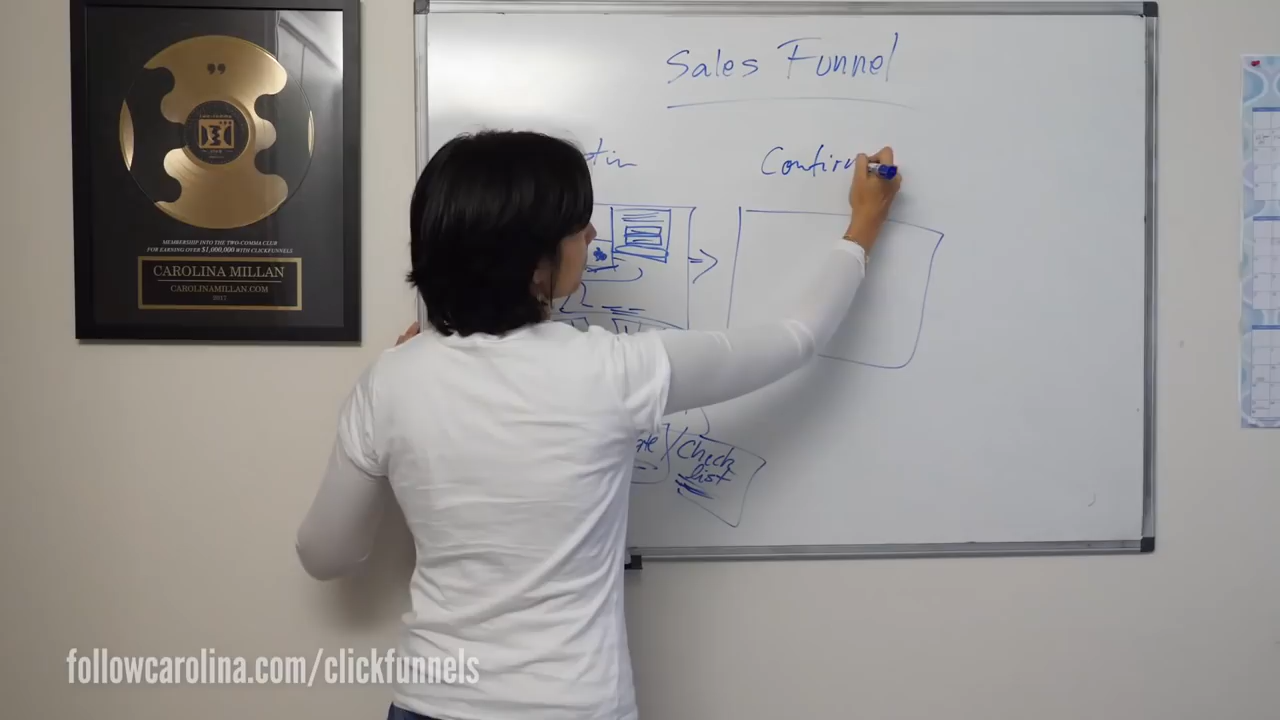 Sales Funnel
Confirm
Check
list
MEMBERSHIP INTO THE TWO-COMMA CLUB
FOR EARNING OVER $1,000,000 WITH CLICKFUNNELS
CAROLINA MILLAN
CAROLINAMILLAN.COM
2017
followcarolina.com/clickfunnels